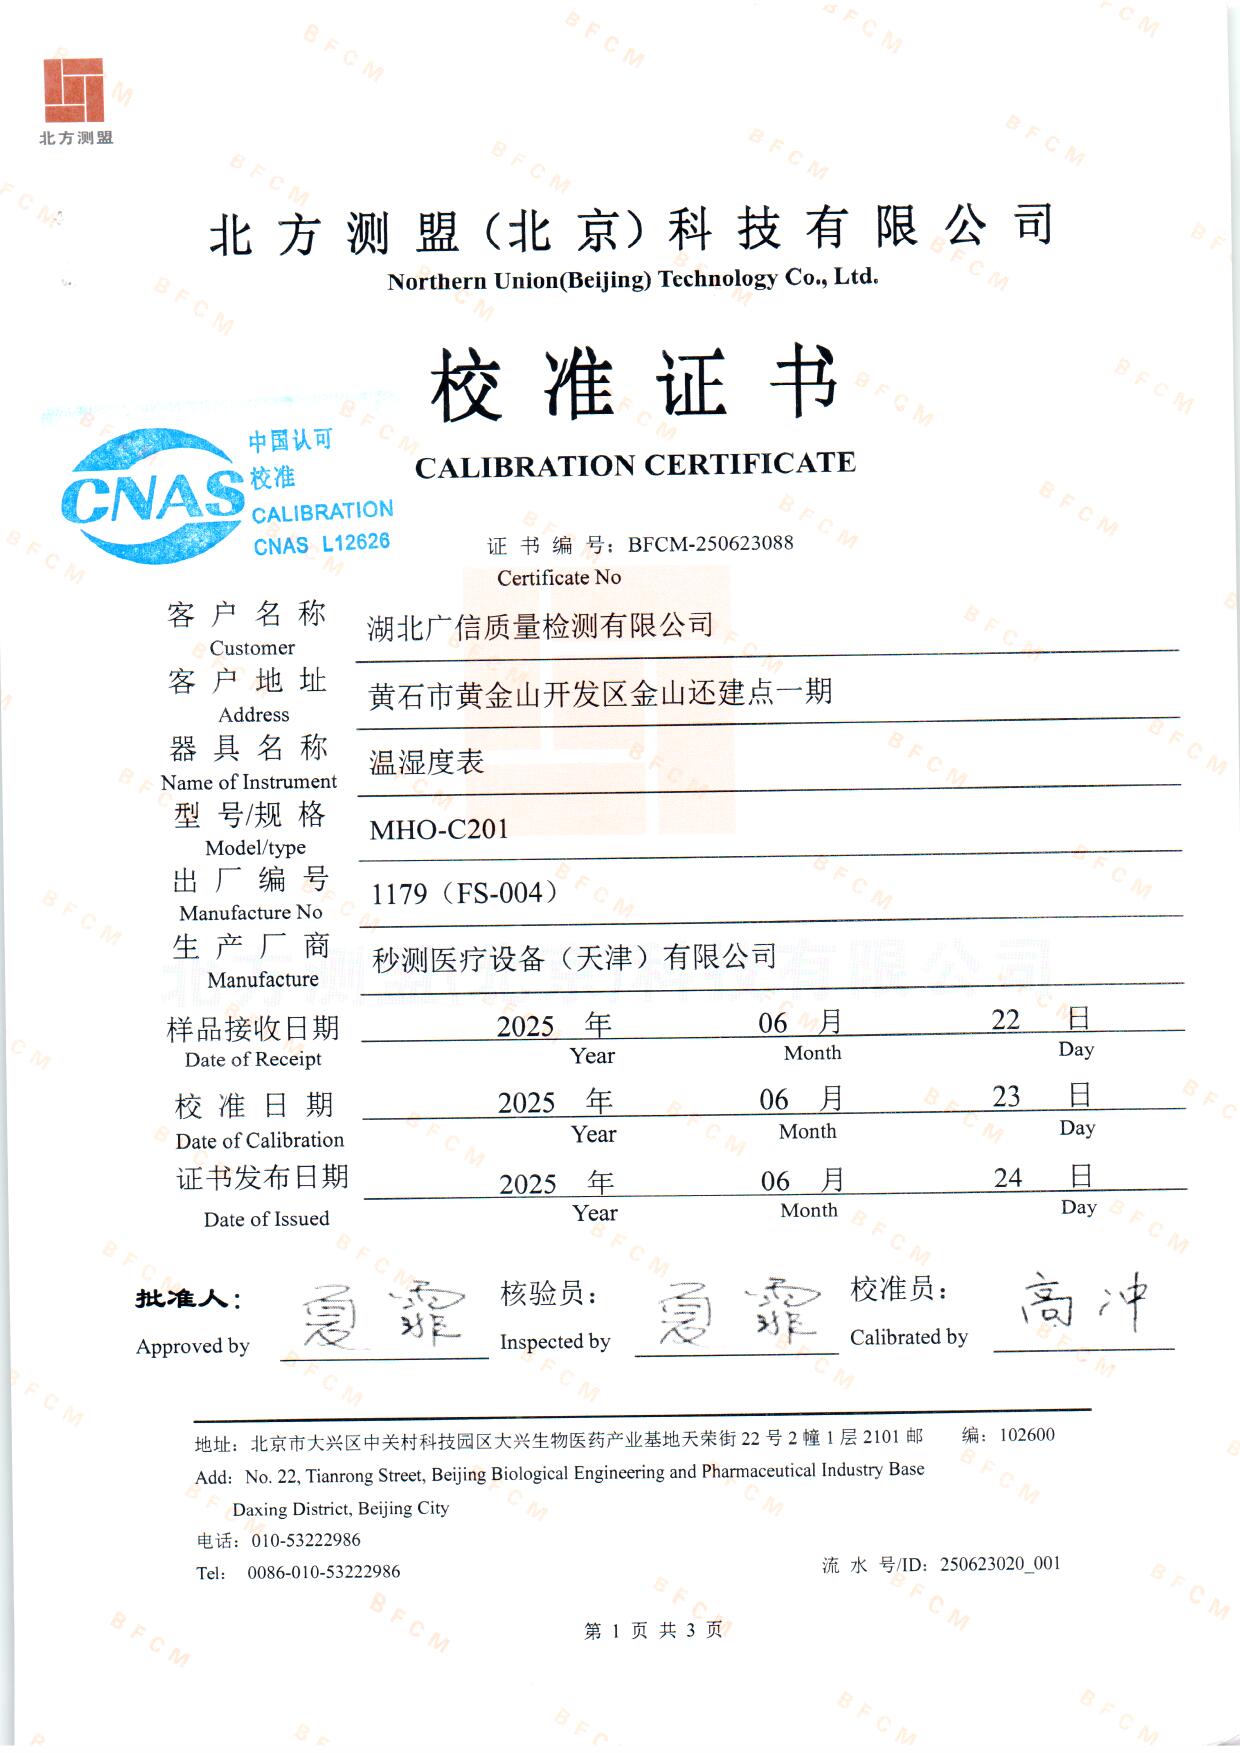 北方测盟
北方测盟(北京)科技有限公司
Northern Union(Beijing) Technology Co., Ltd.
校准证书
CALIBRATION CERTIFICATE
CNAS
中国认可
校准
CALIBRATION
CNAS L12626
证书编号：BFCM-250623088
Certificate No
客户名称 湖北广信质量检测有限公司
Customer
客户地址 黄石市黄金山开发区金山还建点一期
Address
器具名称 温湿度表
Name of Instrument
型号/规格 MHO-C201
Model/type
出厂编号 1179（FS-004）
Manufacture No
生产厂商 秒测医疗设备（天津）有限公司
Manufacture
样品接收日期 2025 年 06 月 22 日
Date of Receipt Year Month Day
校准日期 2025 年 06 月 23 日
Date of Calibration Year Month Day
证书发布日期 2025 年 06 月 24 日
Date of Issued Year Month Day
批准人： 夏霏 核验员： 夏霏 校准员： 高冲
Approved by Inspected by Calibrated by
地址：北京市大兴区中关村科技园区大兴生物医药产业基地天荣街 22 号 2 幢 1 层 2101 邮 编：102600
Add: No. 22, Tianrong Street, Beijing Biological Engineering and Pharmaceutical Industry Base
Daxing District, Beijing City
电话：010-53222986
Tel: 0086-010-53222986
流水号/ID：250623020_001
第 1 页 共 3 页